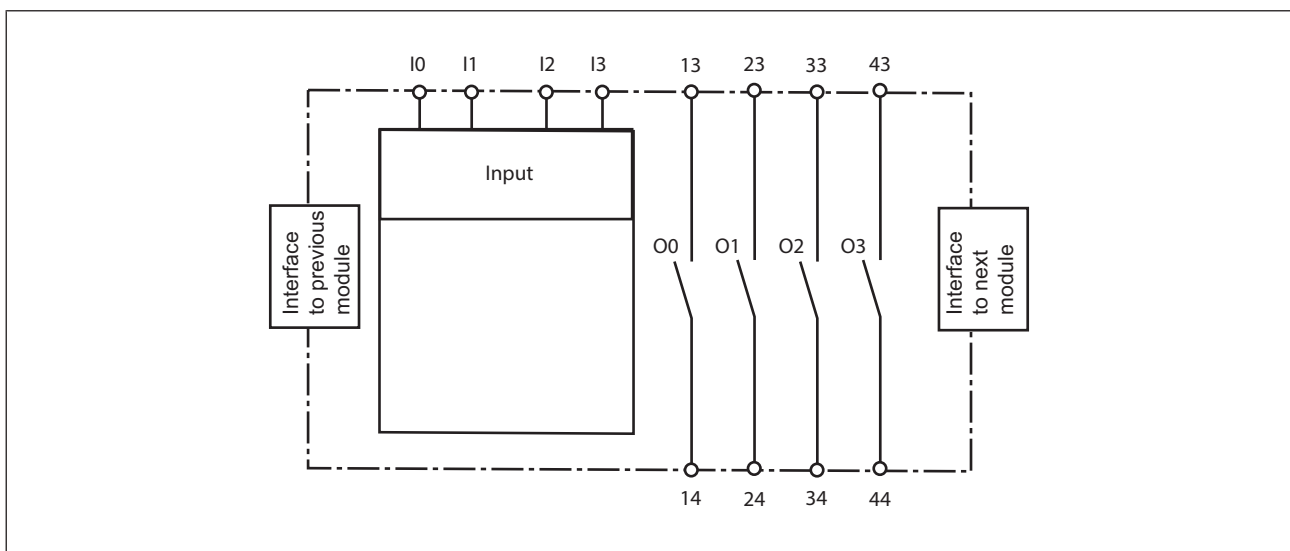 I0 I1 I2 I3 13 23 33 43
Input
Interface
to previous
module
O0 O1 O2 O3
Interface
to next
module
14 24 34 44